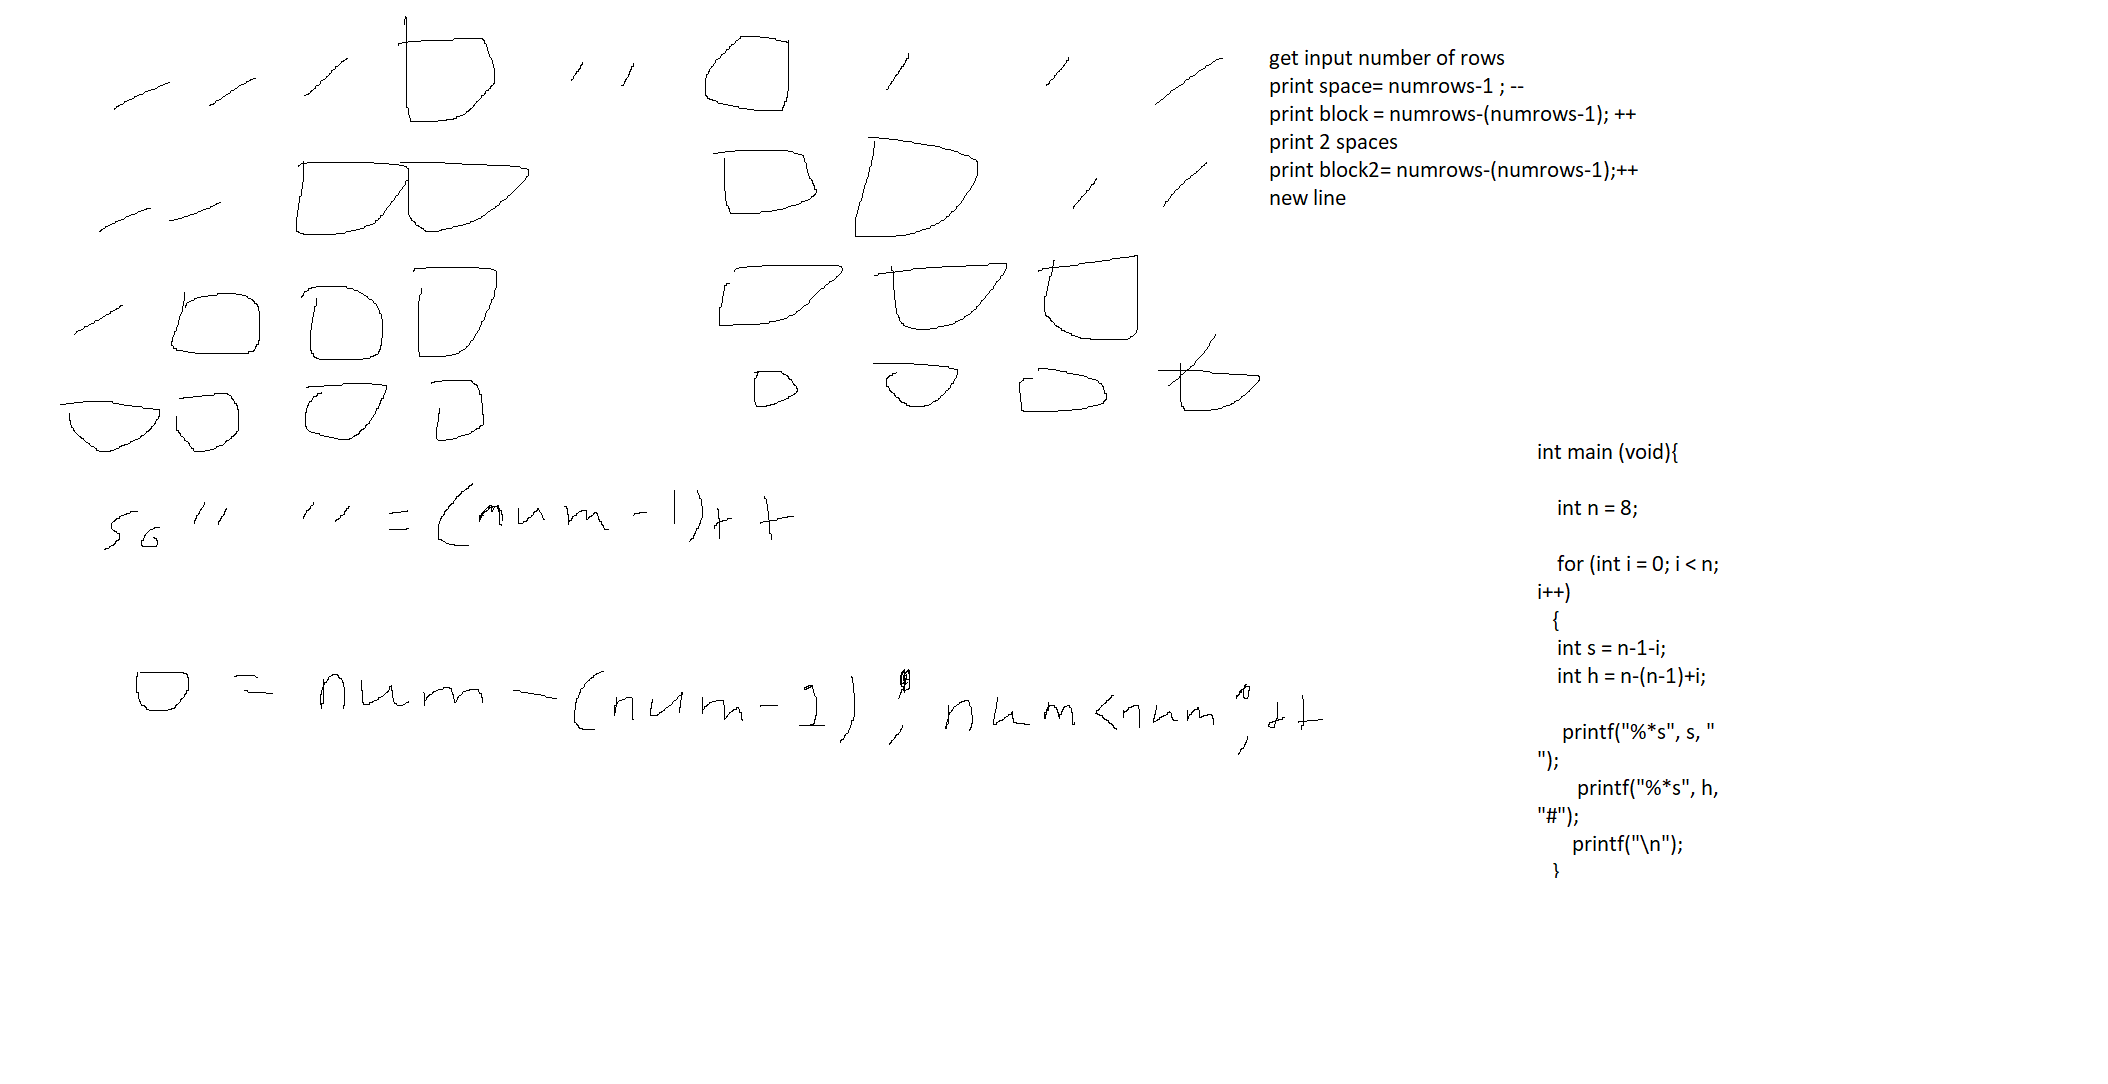 get input number of rows
print space= numrows-1 ; --
print block = numrows-(numrows-1); ++
print 2 spaces
print block2= numrows-(numrows-1);++
new line
so " " = (num-1)++
= num-(num-1); num<num;++
int main (void){
int n = 8;
for (int i = 0; i < n;
i++)
{
int s = n-1-i;
int h = n-(n-1)+i;
printf("%*s", s, "
");
printf("%*s", h,
"#");
printf("\n");
}